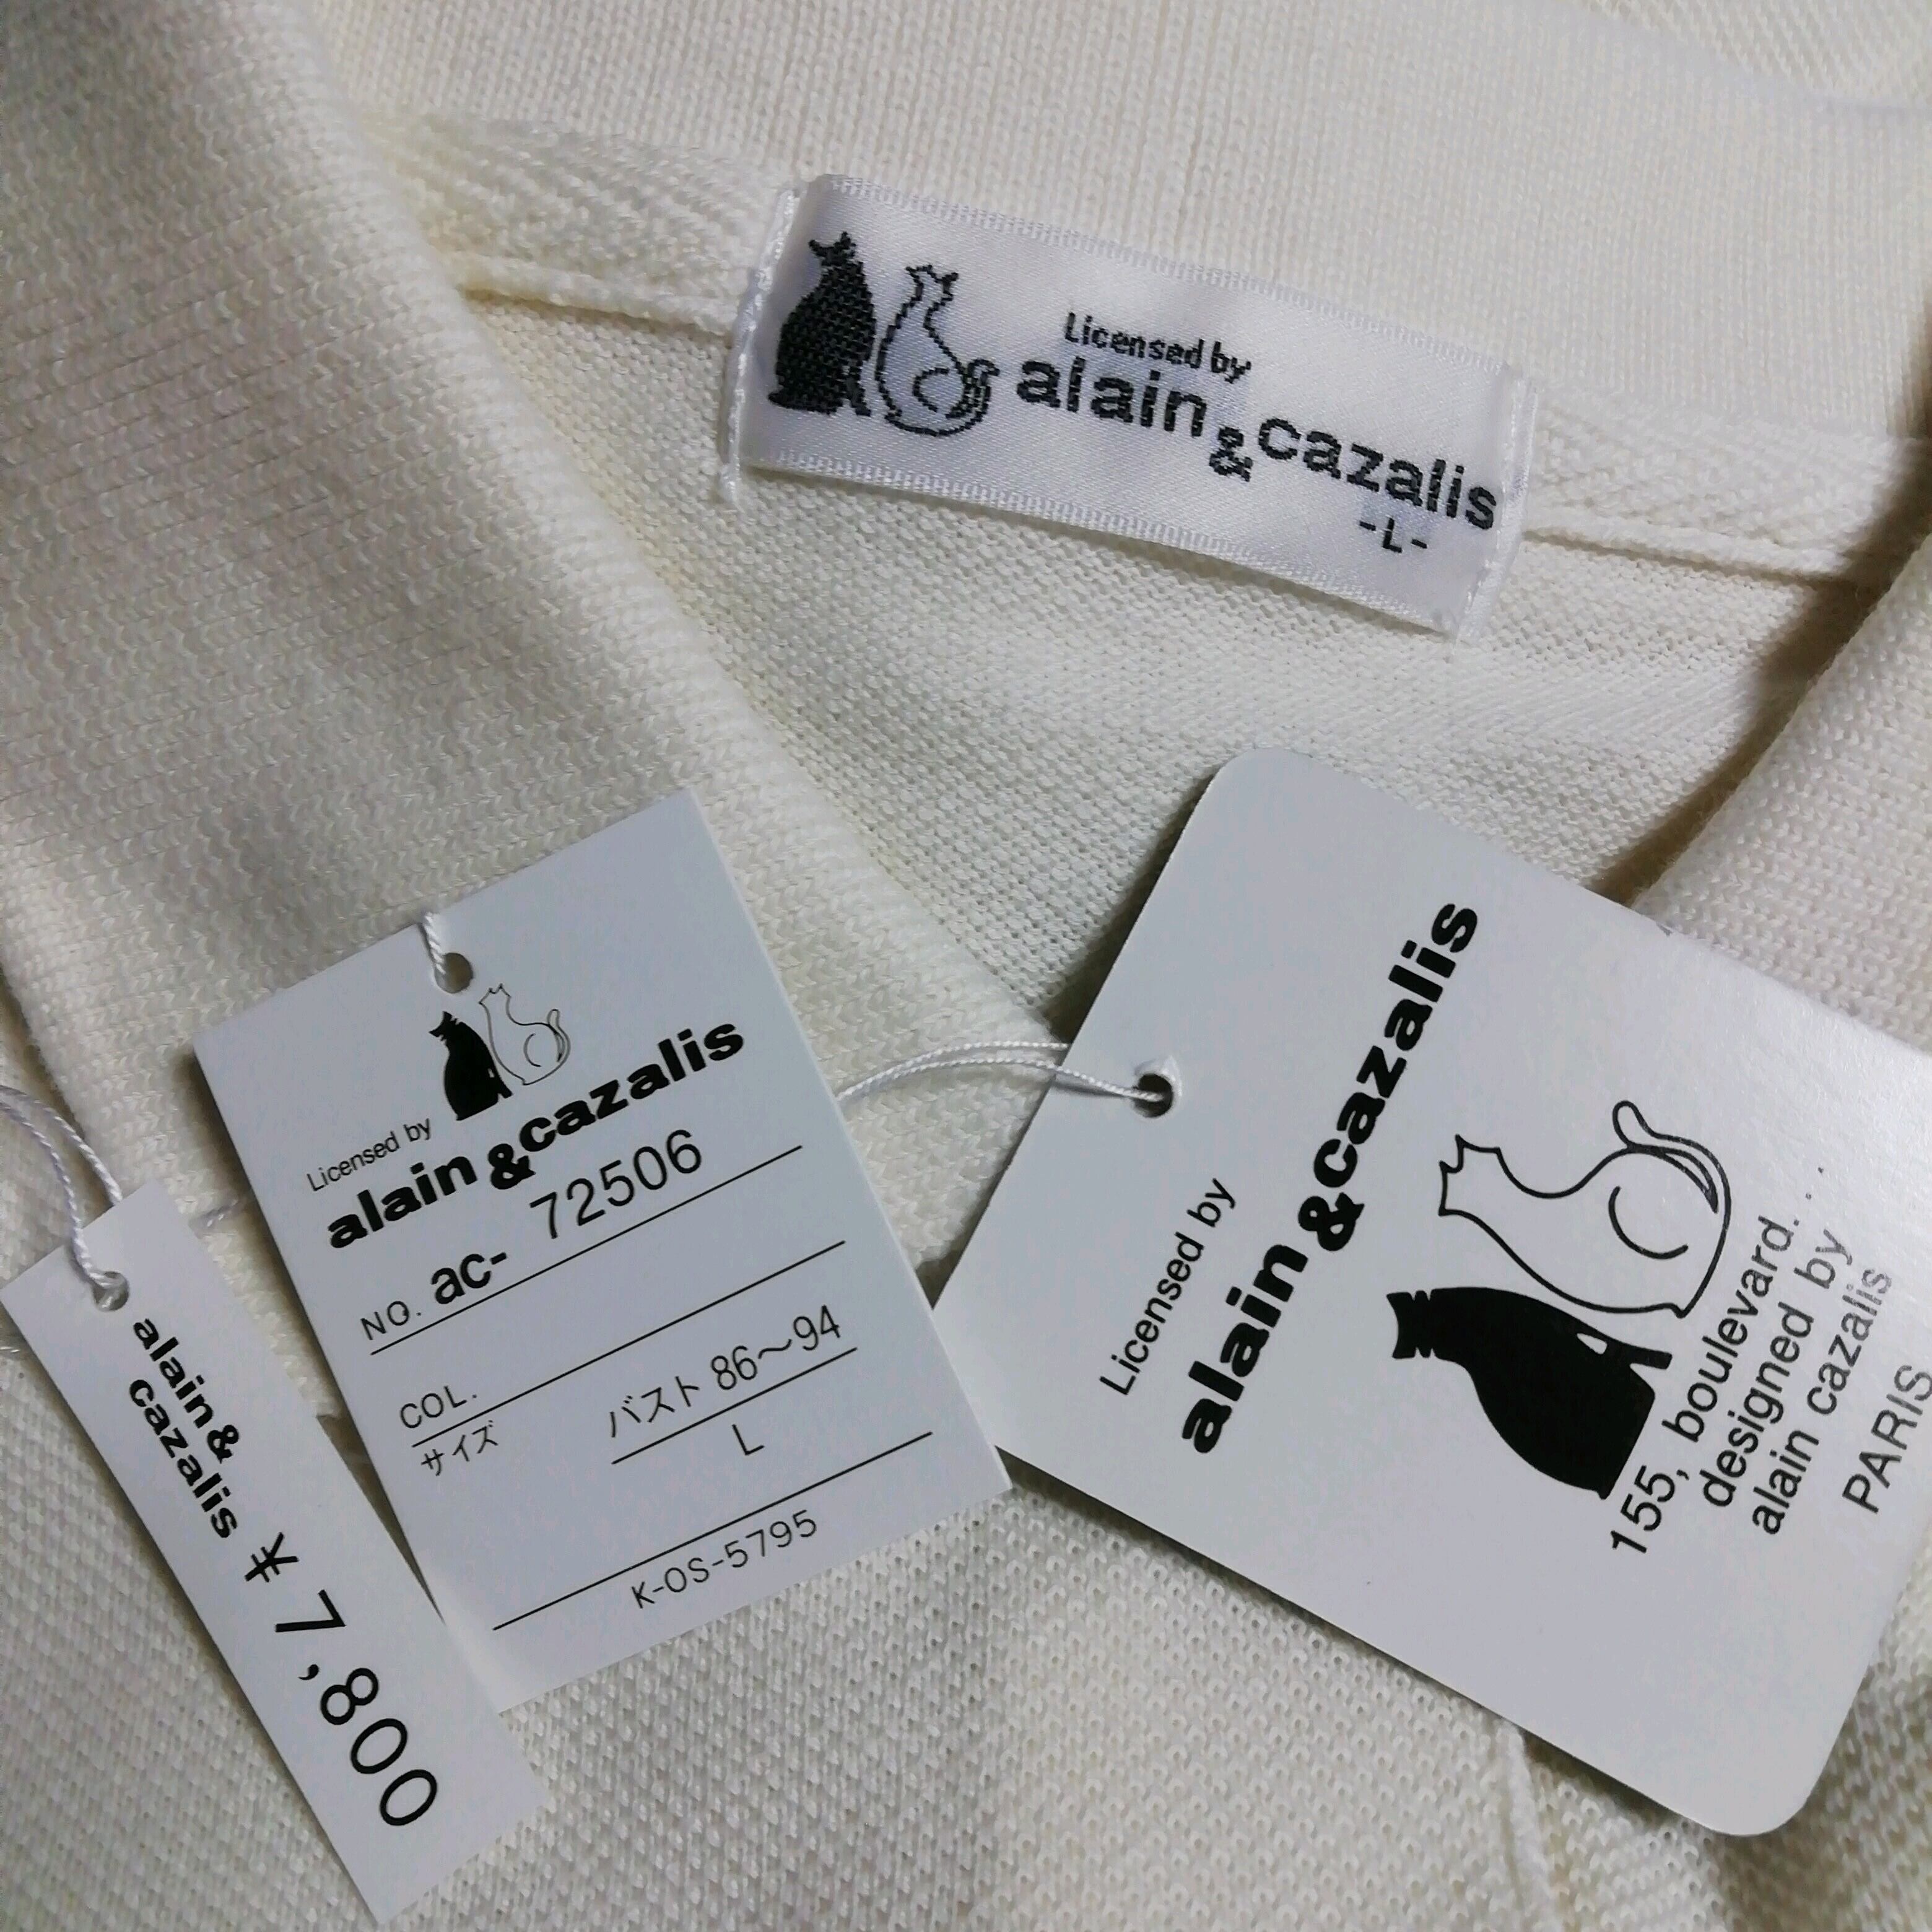 Licensed by
alain & cazalis
-L-
Licensed by
alain & cazalis
NO. ac- 72506
COL.
サイズ バスト 86〜94
L
K-OS-5795
alain &
cazalis
¥7,800
Licensed by
alain & cazalis
155, boulevard....
designed by
alain cazalis
PARIS